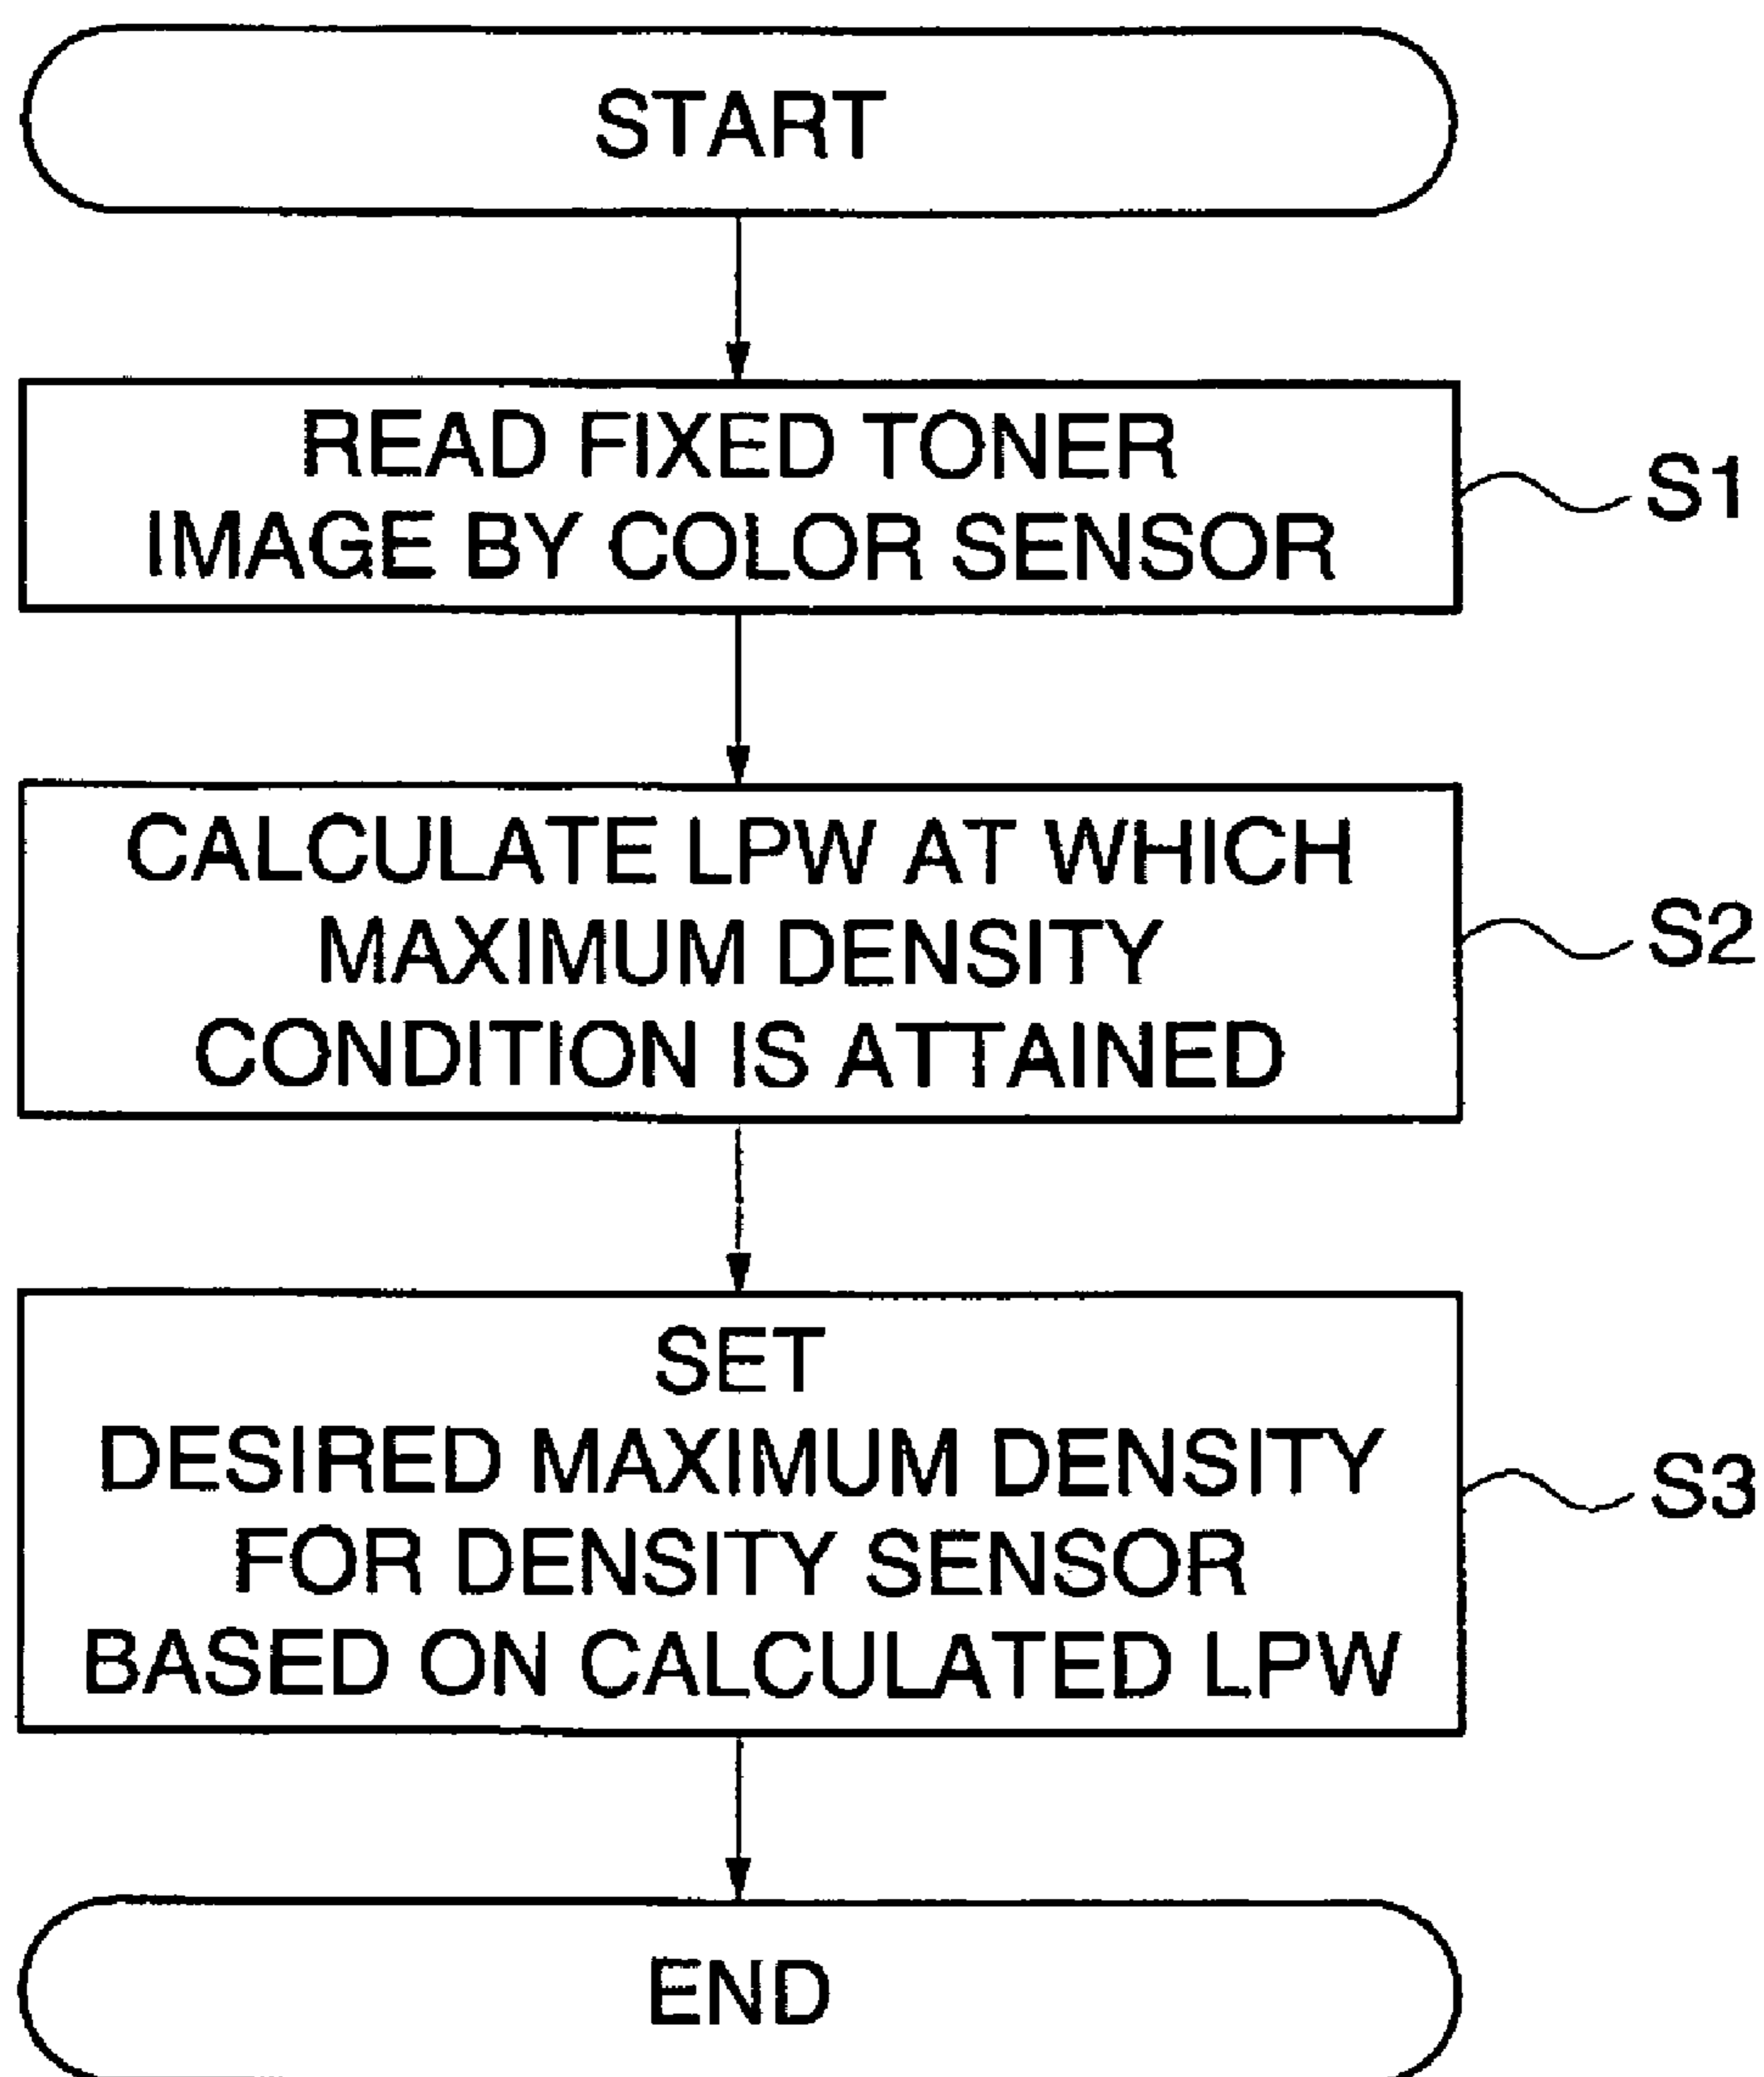 START
READ FIXED TONER
IMAGE BY COLOR SENSOR
S1
CALCULATE LPW AT WHICH
MAXIMUM DENSITY
CONDITION IS ATTAINED
S2
SET
DESIRED MAXIMUM DENSITY
FOR DENSITY SENSOR
BASED ON CALCULATED LPW
S3
END